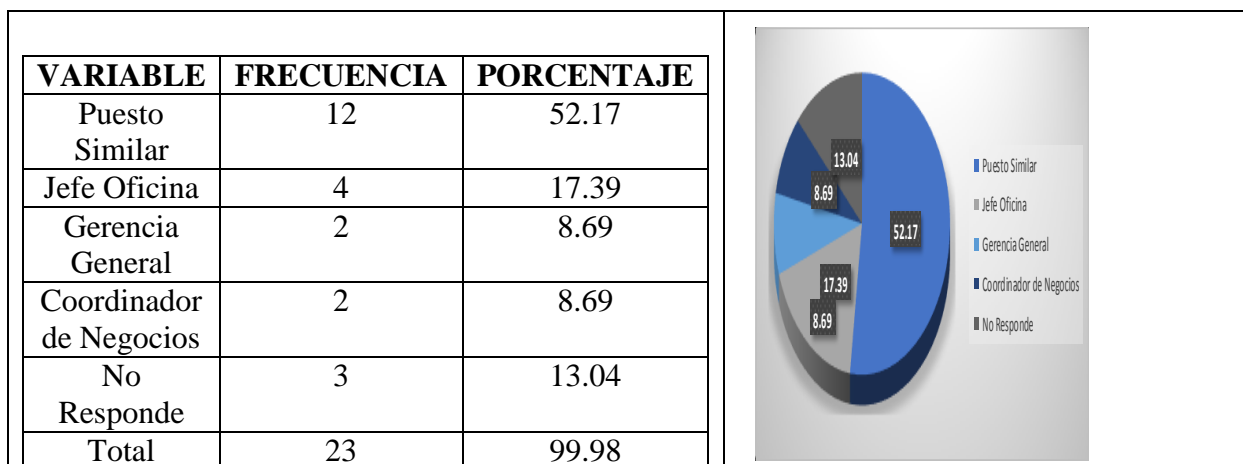 VARIABLE FRECUENCIA PORCENTAJE
Puesto
Similar 12 52.17
Jefe Oficina 4 17.39
Gerencia
General 2 8.69
Coordinador
de Negocios 2 8.69
No
Responde 3 13.04
Total 23 99.98
13.04
8.69
52.17
17.39
8.69
Puesto Similar
Jefe Oficina
Gerencia General
Coordinador de Negocios
No Responde